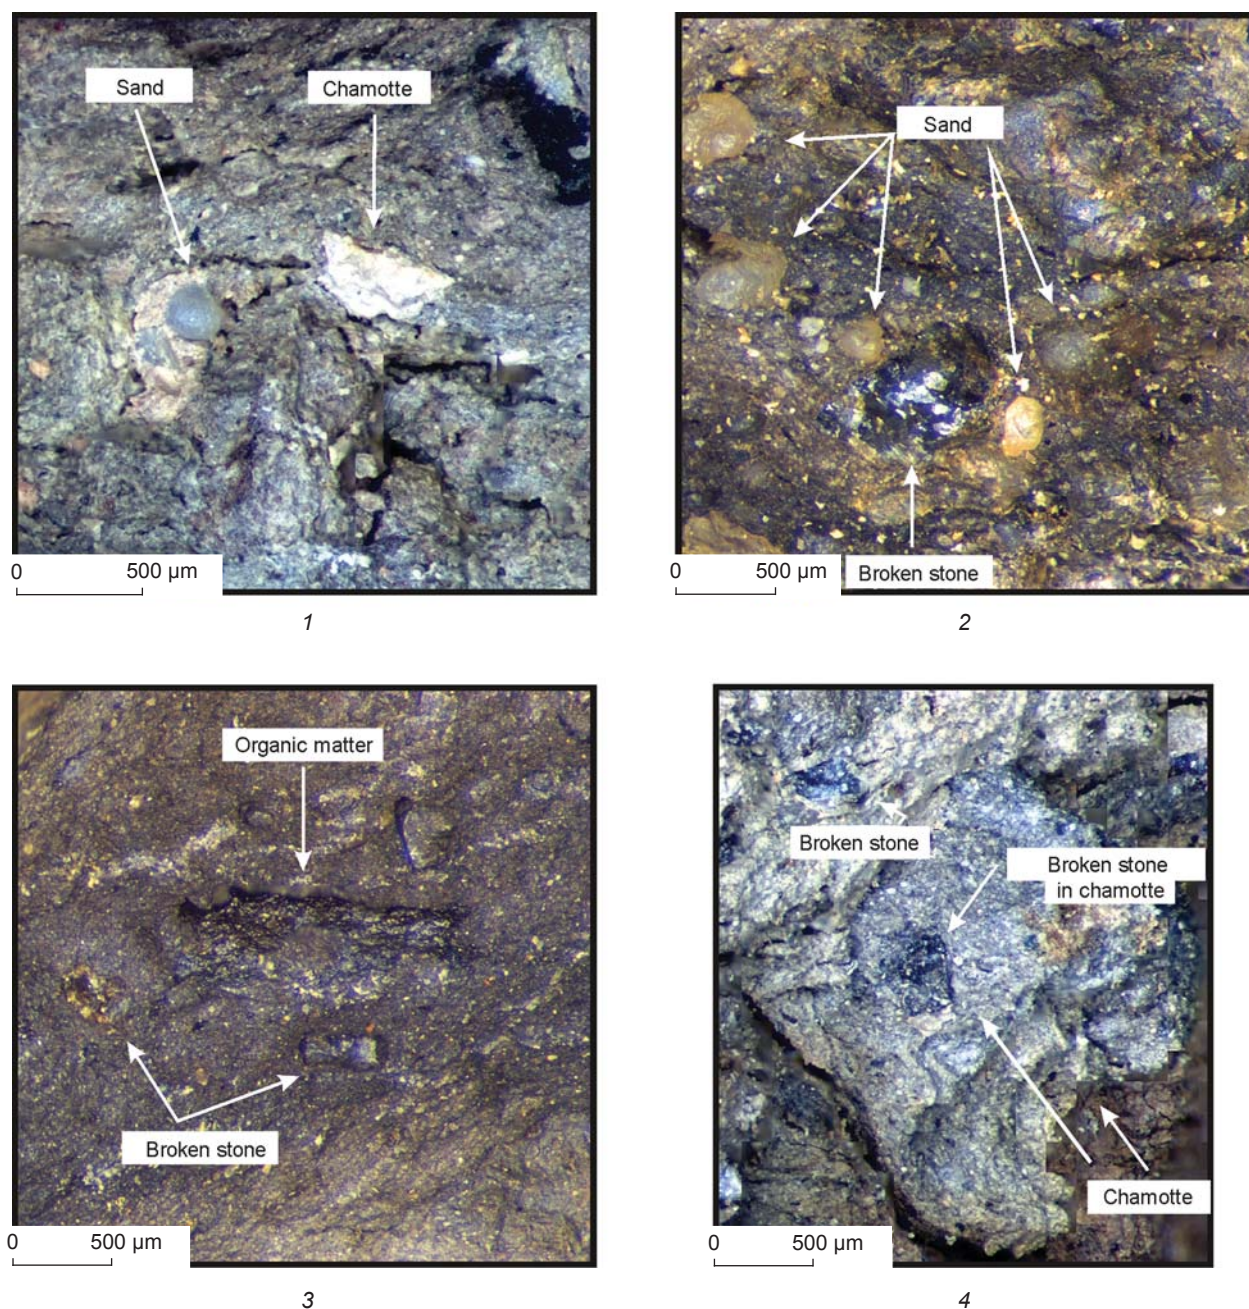 Sand
Chamotte
0 500 µm
1
Sand
Broken stone
0 500 µm
2
Organic matter
Broken stone
0 500 µm
3
Broken stone
Broken stone
in chamotte
Chamotte
0 500 µm
4